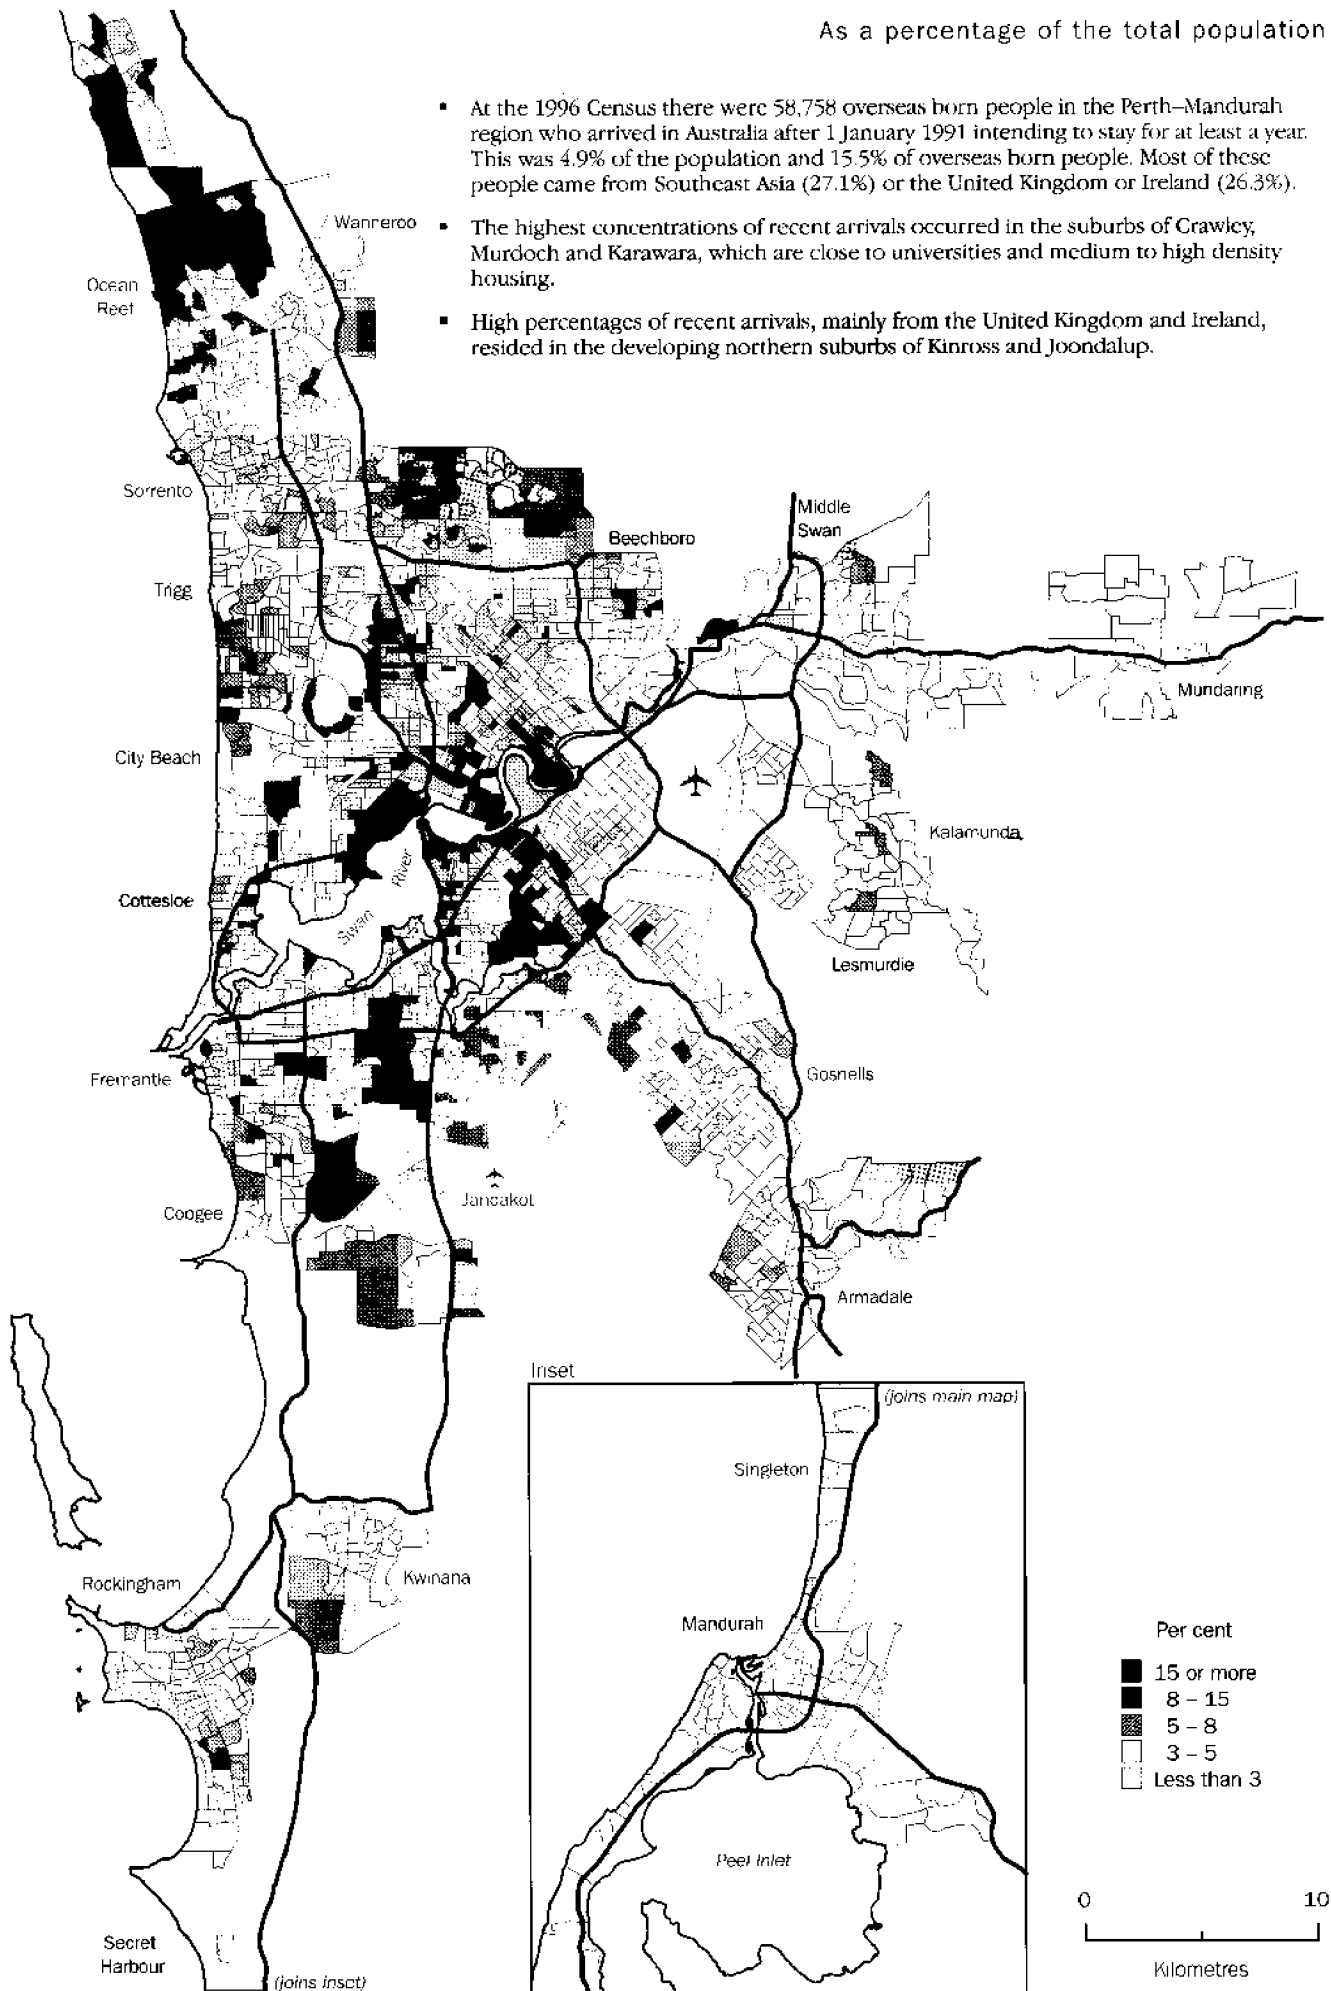 As a percentage of the total population
▪ At the 1996 Census there were 58,758 overseas born people in the Perth–Mandurah
region who arrived in Australia after 1 January 1991 intending to stay for at least a year.
This was 4.9% of the population and 15.5% of overseas born people. Most of these
people came from Southeast Asia (27.1%) or the United Kingdom or Ireland (26.3%).
▪ The highest concentrations of recent arrivals occurred in the suburbs of Crawley,
Murdoch and Karawara, which are close to universities and medium to high density
housing.
▪ High percentages of recent arrivals, mainly from the United Kingdom and Ireland,
resided in the developing northern suburbs of Kinross and Joondalup.
Wanneroo
Ocean
Reef
Sorrento
Middle
Swan
Beechboro
Trigg
Mundaring
City Beach
Kalamunda
River
Swan
Cottesloe
Lesmurdie
Fremantle
Gosnells
Jandakot
Coogee
Armadale
Inset
(joins main map)
Singleton
Rockingham
Kwinana
Mandurah
Per cent
15 or more
8 – 15
5 – 8
3 – 5
Less than 3
Peel Inlet
0 10
Kilometres
Secret
Harbour
(joins inset)